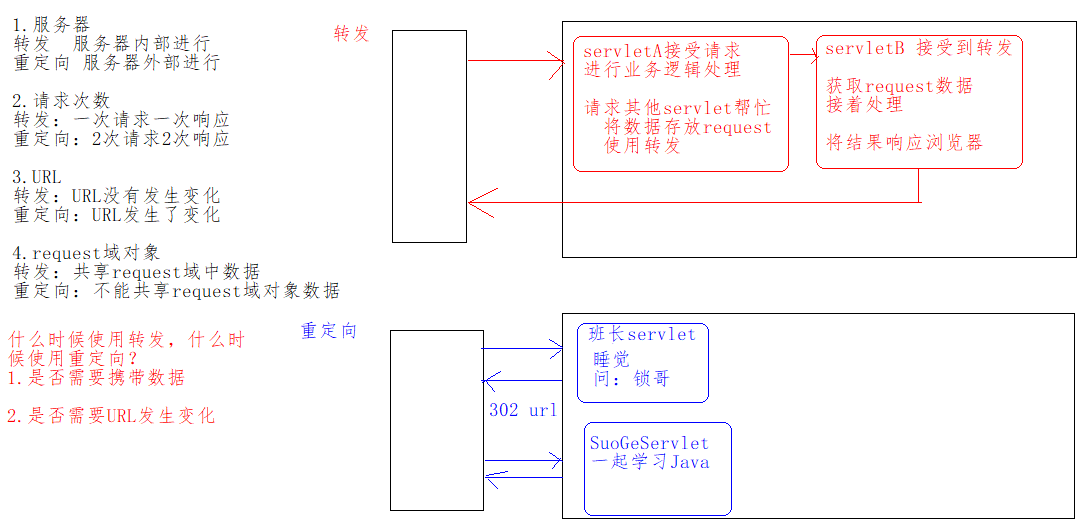 1.服务器
转发  服务器内部进行
重定向 服务器外部进行
2.请求次数
转发：一次请求一次响应
重定向：2次请求2次响应
3.URL
转发：URL没有发生变化
重定向：URL发生了变化
4.request域对象
转发：共享request域中数据
重定向：不能共享request域对象数据
什么时候使用转发，什么时
候使用重定向？
1.是否需要携带数据
2.是否需要URL发生变化
转发
servletA接受请求
进行业务逻辑处理
请求其他servlet帮忙
将数据存放request
使用转发
servletB 接受到转发
获取request数据
接着处理
将结果响应浏览器
重定向
班长servlet
睡觉
问：锁哥
302 url
SuoGeServlet
一起学习Java